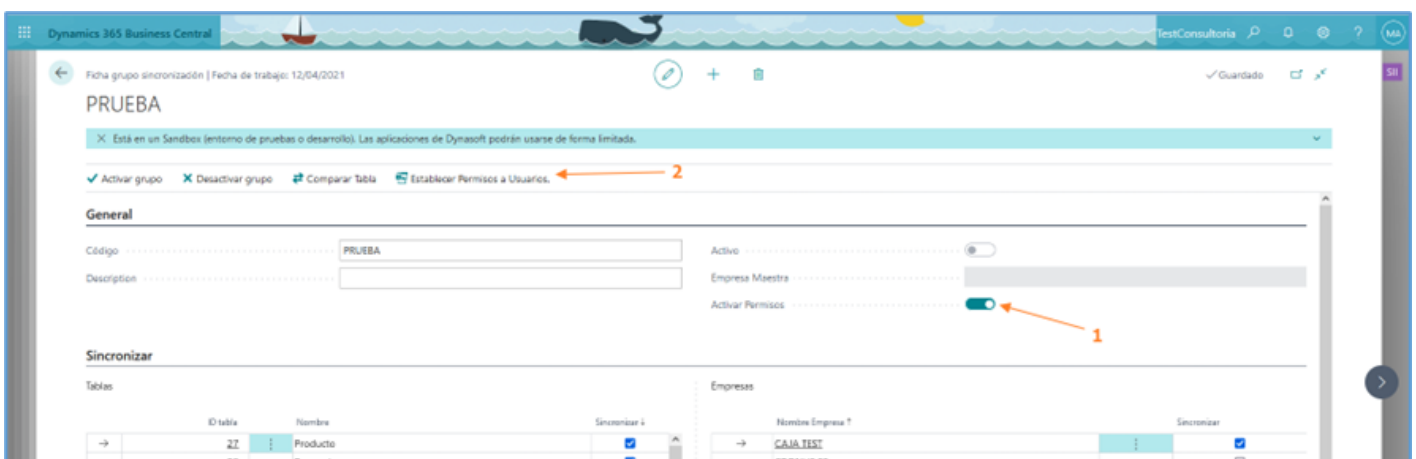 Dynamics 365 Business Central TestConsultoria ? MA
Ficha grupo sincronización | Fecha de trabajo: 12/04/2021 Guardado SII
PRUEBA
Está en un Sandbox (entorno de pruebas o desarrollo). Las aplicaciones de Dynasoft podrán usarse de forma limitada.
Activar grupo Desactivar grupo Comparar Tabla Establecer Permisos a Usuarios. 2
General
Código PRUEBA Activo
Description Empresa Maestra
Activar Permisos
1
Sincronizar
Tablas Empresas
ID tabla Nombre Sincronizar ↓ Nombre Empresa ↑ Sincronizar
→ 27 Producto → CAJA TEST